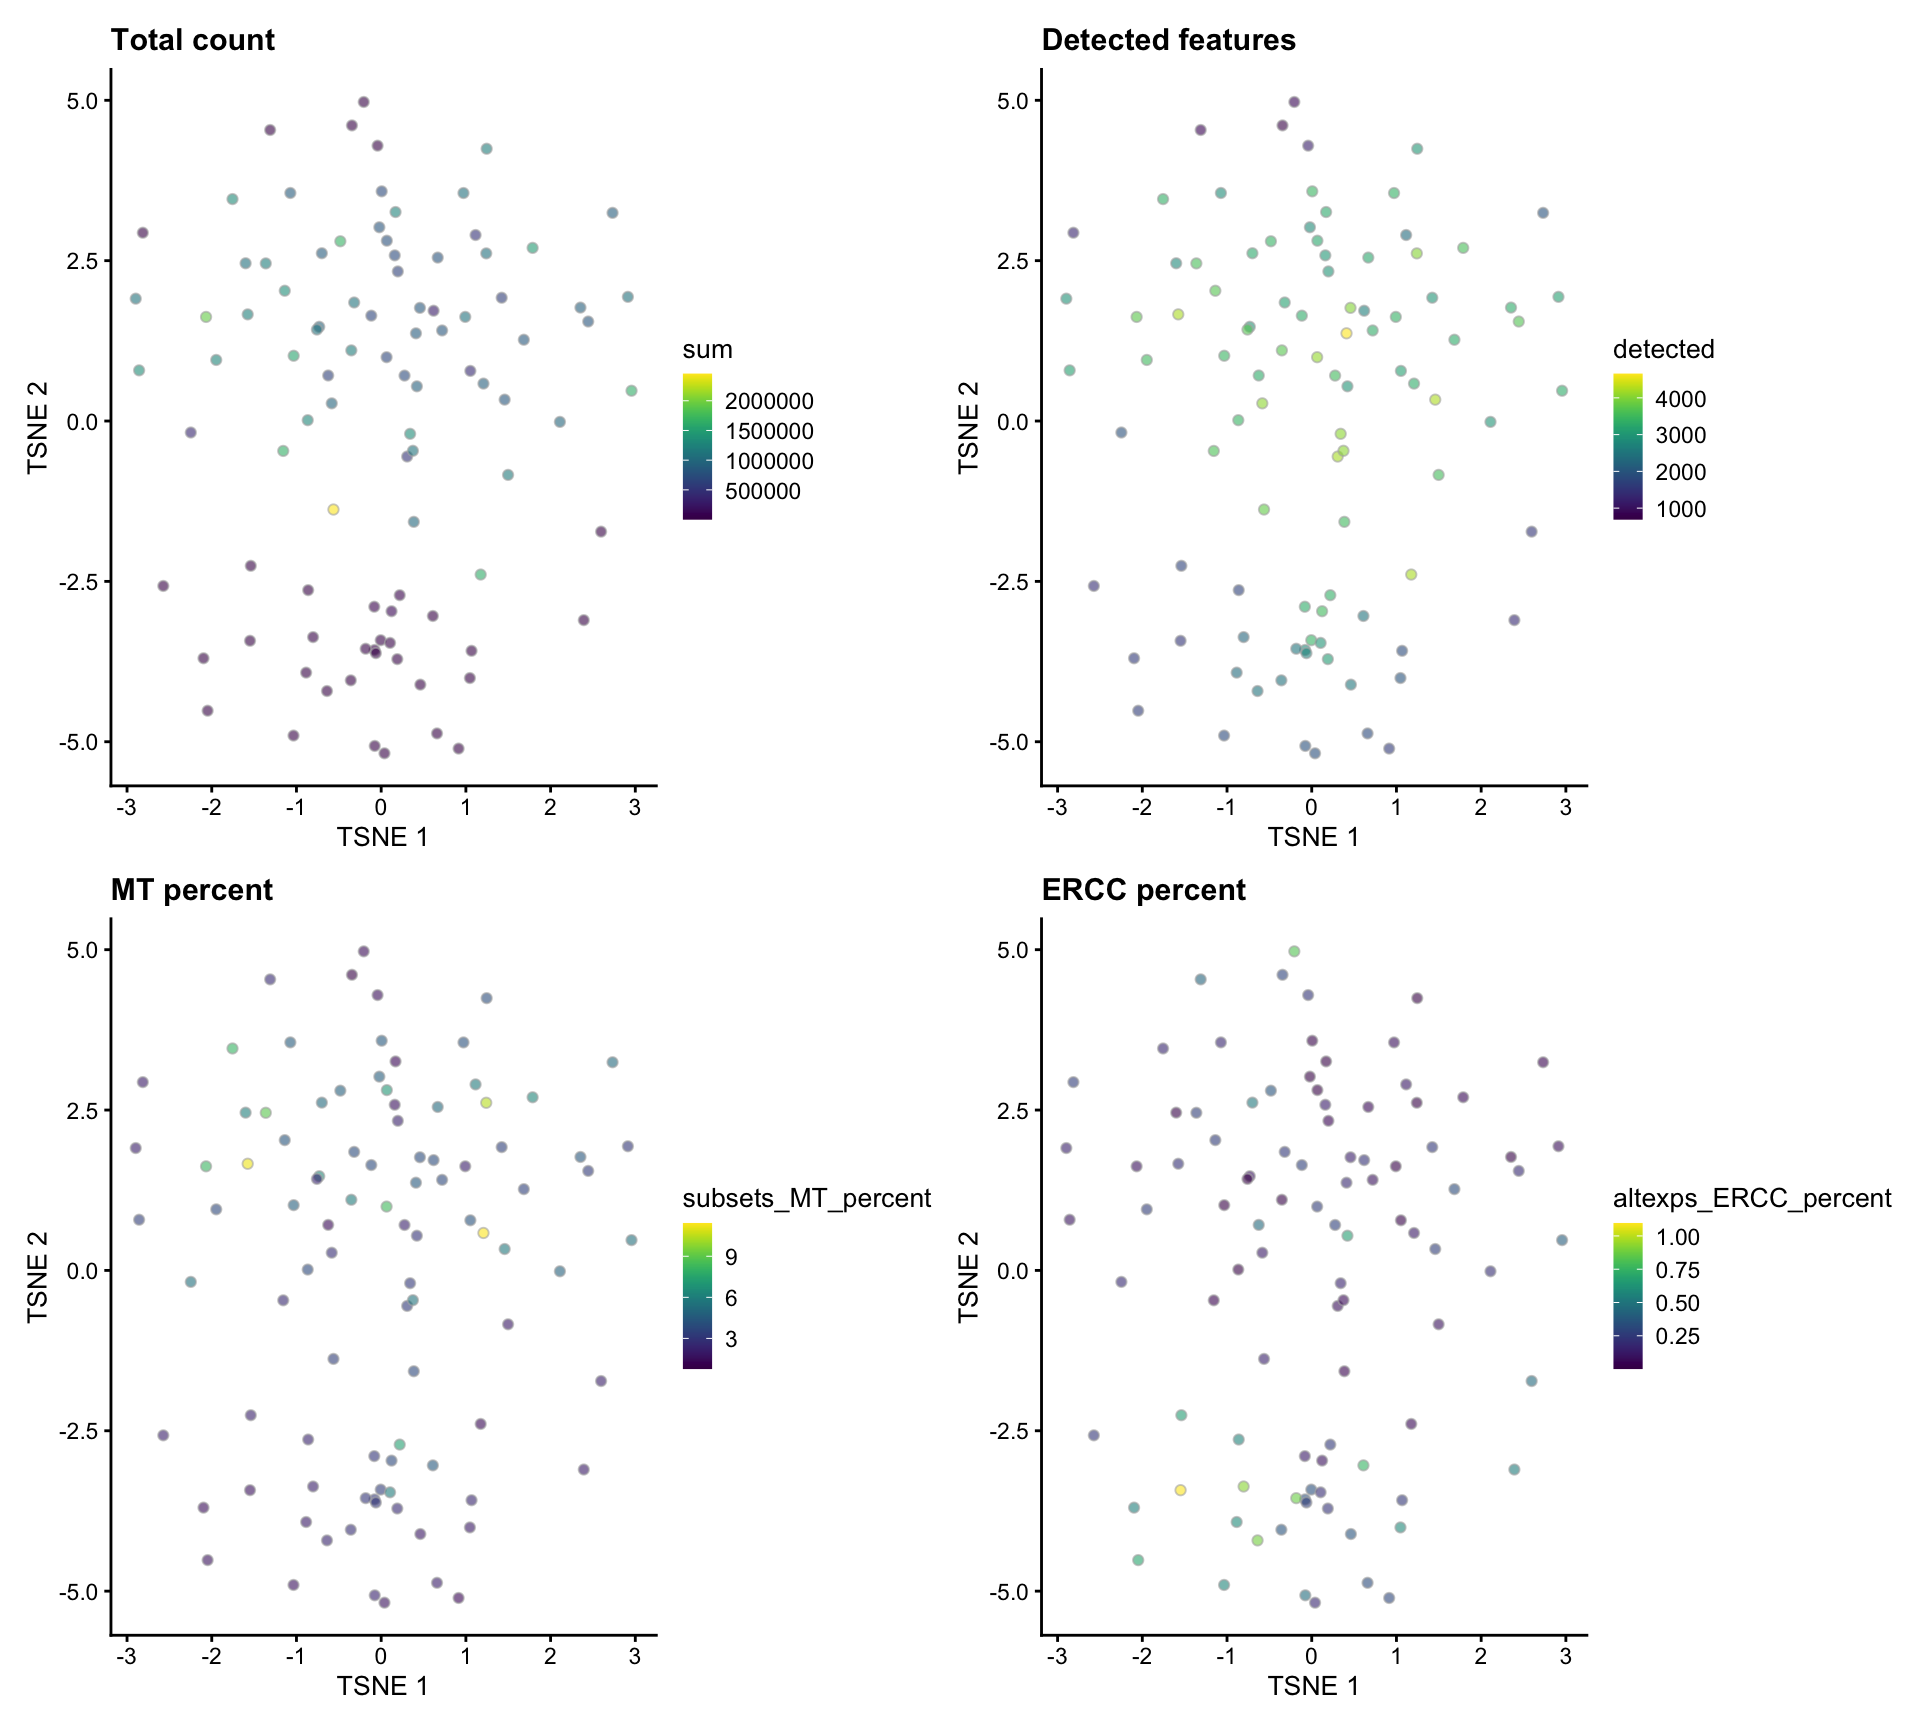 Total count
5.0
2.5
0.0
-2.5
-5.0
TSNE 2
-3 -2 -1 0 1 2 3
TSNE 1
sum
2000000
1500000
1000000
500000
Detected features
5.0
2.5
0.0
-2.5
-5.0
TSNE 2
-3 -2 -1 0 1 2 3
TSNE 1
detected
4000
3000
2000
1000
MT percent
5.0
2.5
0.0
-2.5
-5.0
TSNE 2
-3 -2 -1 0 1 2 3
TSNE 1
subsets_MT_percent
9
6
3
ERCC percent
5.0
2.5
0.0
-2.5
-5.0
TSNE 2
-3 -2 -1 0 1 2 3
TSNE 1
altexps_ERCC_percent
1.00
0.75
0.50
0.25